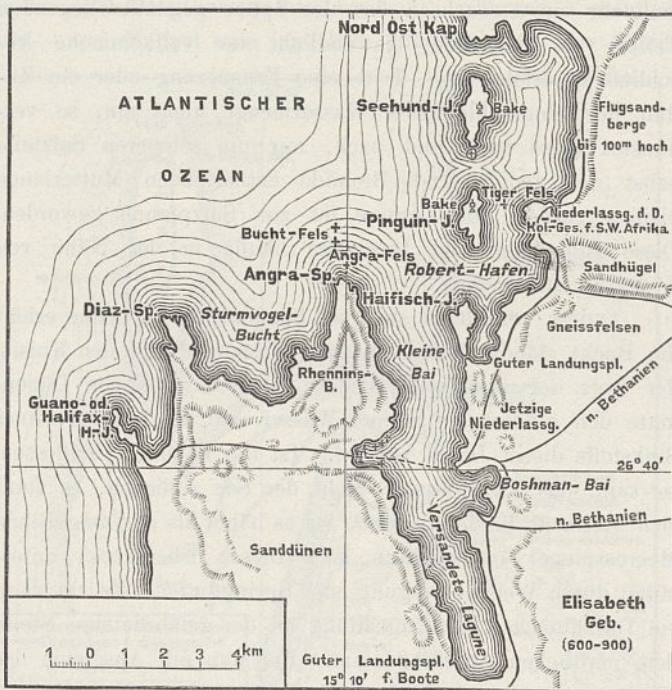 Nord Ost Kap
ATLANTISCHER
OZEAN
Seehund-J.
Bake
Flugsand-
berge
bis 100m hoch
Bake
Tiger Fels.
Pinguin-J.
Niederlassg. d. D.
Kol-Ges. f. S.W. Afrika
Bucht-Fels
Angra-Fels
Angra-Sp.
Robert-Hafen
Sandhügel
Haifisch-J.
Diaz-Sp.
Sturmvogel-
Bucht
Gneissfelsen
Kleine
Bai
Rhennins-
B.
Guter Landungspl.
n. Bethanien
Guano-od.
Halifax-
H-J.
Jetzige
Niederlassg.
26°40'
Boshman-Bai
n. Bethanien
Sanddünen
Versandete Lagune
Elisabeth
Geb.
(600-900)
1 0 1 2 3 4km
Guter Landungspl.
15° 10' f. Boote